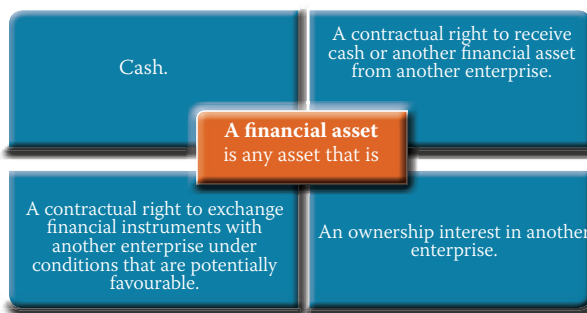 Cash.
A contractual right to receive
cash or another financial asset
from another enterprise.
A financial asset
is any asset that is
A contractual right to exchange
financial instruments with
another enterprise under
conditions that are potentially
favourable.
An ownership interest in another
enterprise.